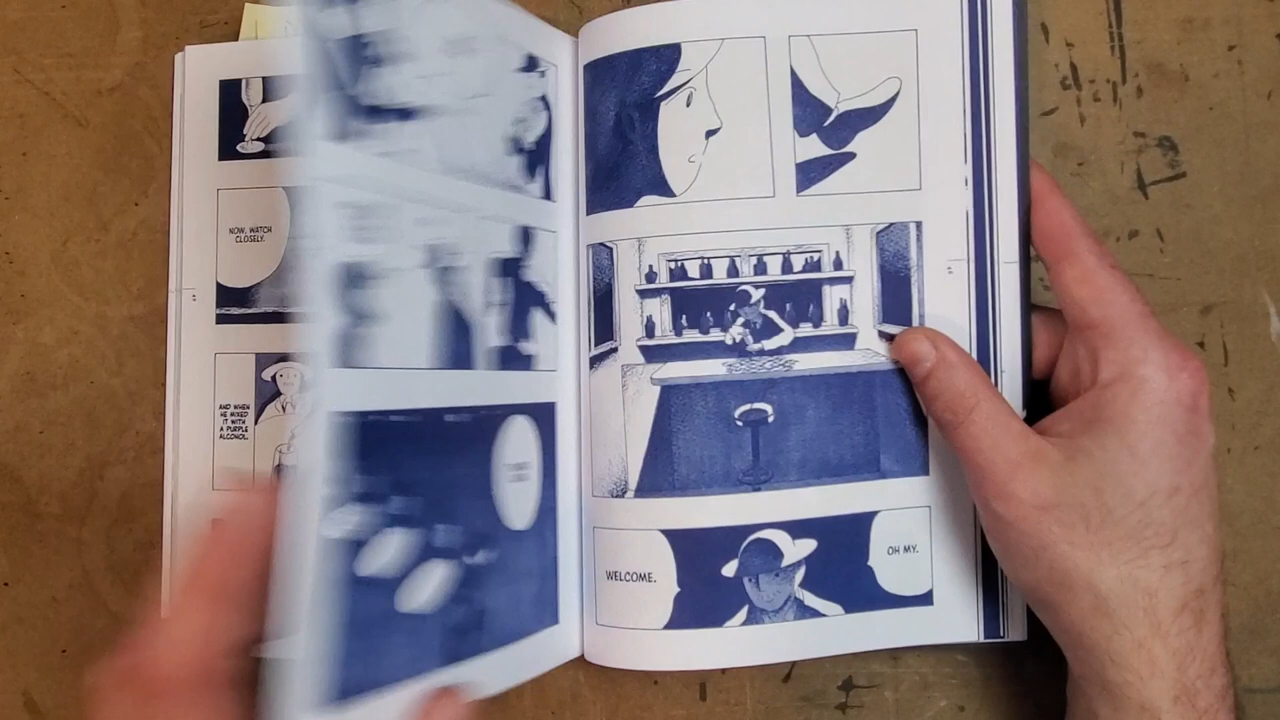 NOW, WATCH
CLOSELY.
AND WHEN
HE MIXED
IT WITH
A PURPLE
ALCOHOL,
WELCOME.
OH MY.